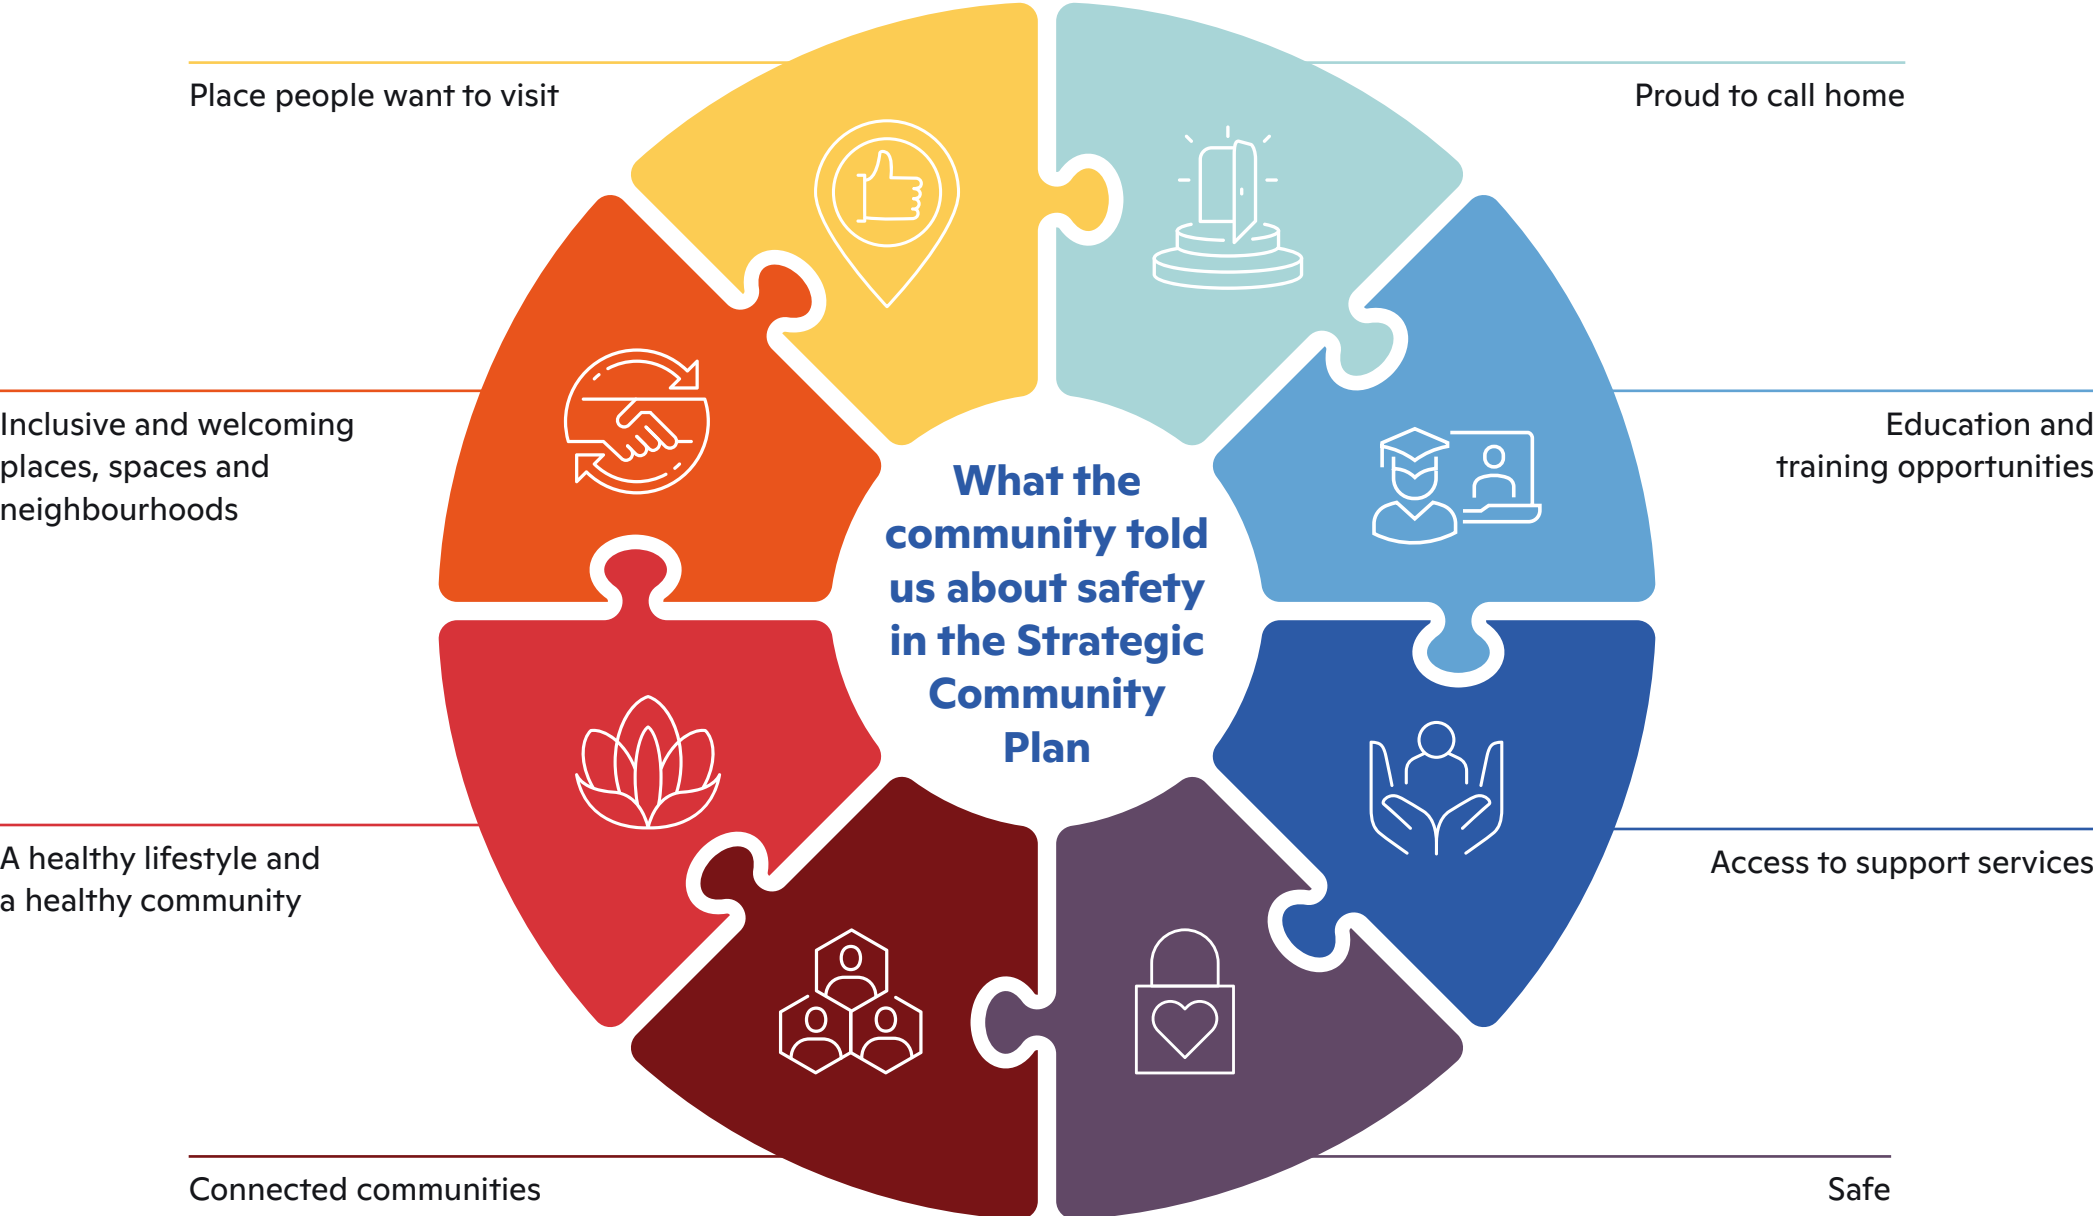 Place people want to visit
Proud to call home
Inclusive and welcoming
places, spaces and
neighbourhoods
Education and
training opportunities
What the
community told
us about safety
in the Strategic
Community
Plan
A healthy lifestyle and
a healthy community
Access to support services
Connected communities
Safe